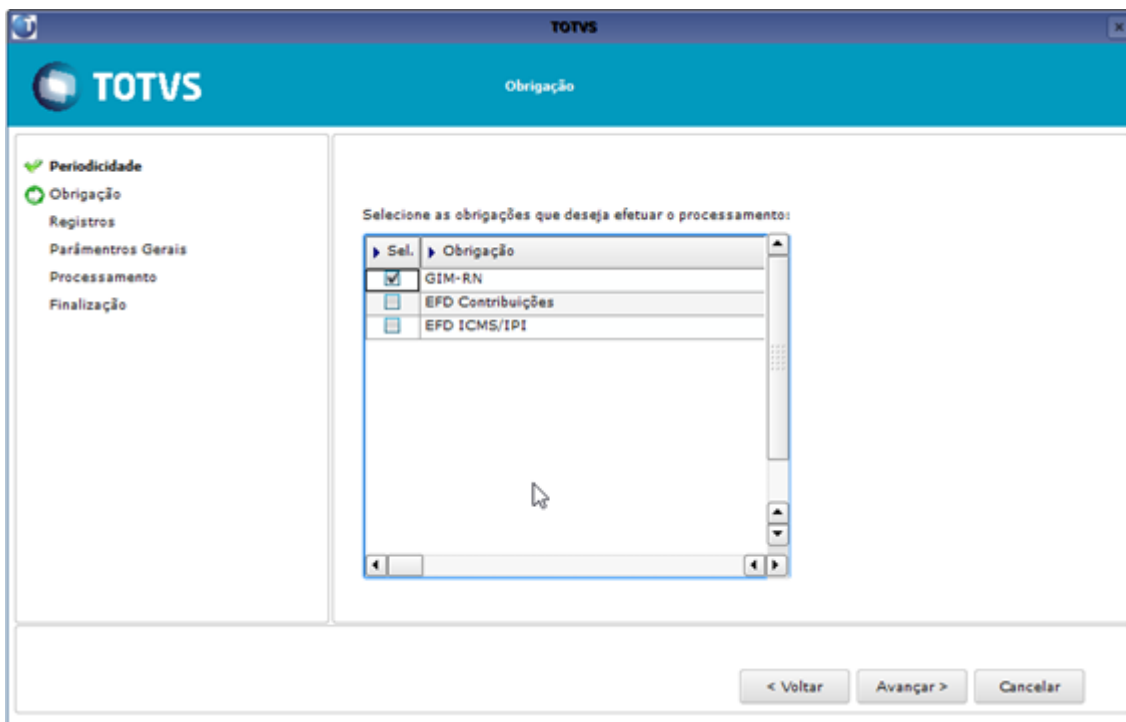 TOTVS
TOTVS
Obrigação
Periodicidade
Obrigação
Registros
Parâmentros Gerais
Processamento
Finalização
Selecione as obrigações que deseja efetuar o processamento:
Sel. Obrigação
GIM-RN
EFD Contribuições
EFD ICMS/IPI
< Voltar Avançar > Cancelar